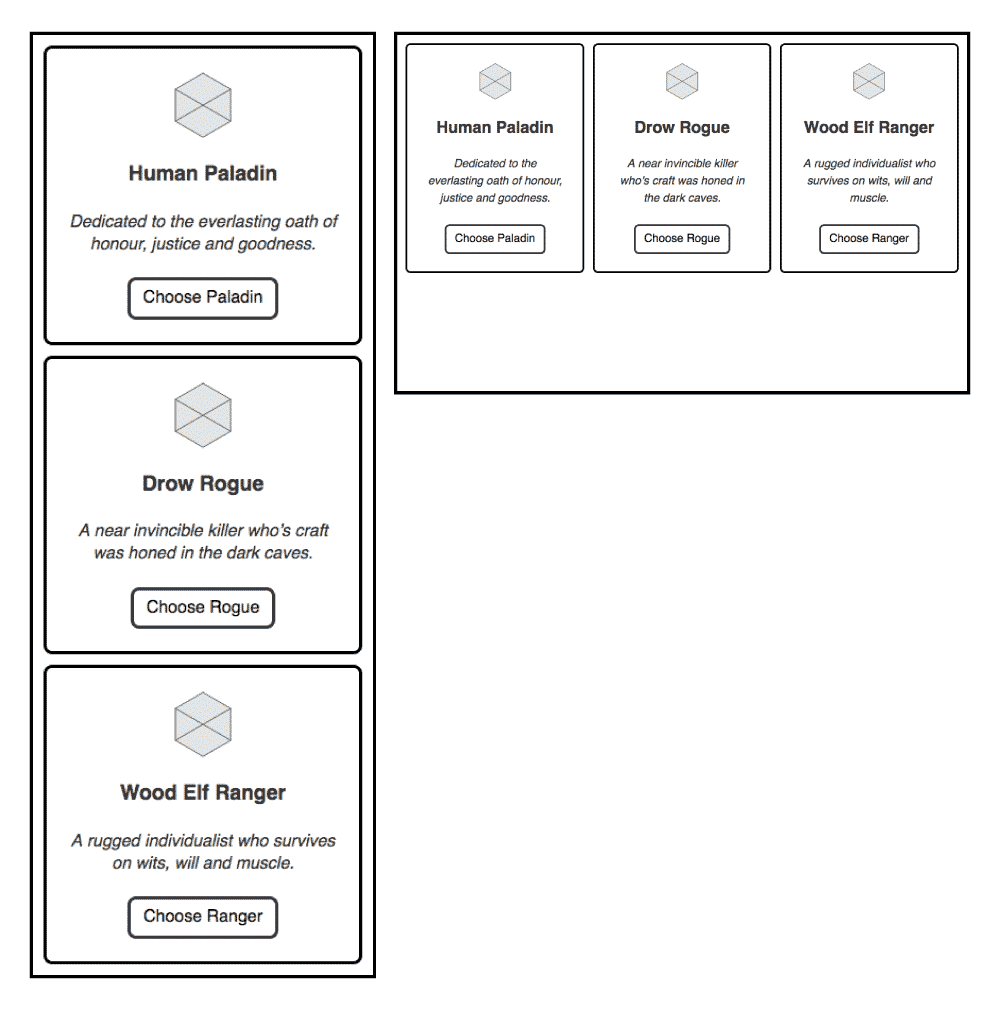 Human Paladin
Dedicated to the everlasting oath of
honour, justice and goodness.
Choose Paladin
Drow Rogue
A near invincible killer who's craft
was honed in the dark caves.
Choose Rogue
Wood Elf Ranger
A rugged individualist who survives
on wits, will and muscle.
Choose Ranger
Human Paladin
Dedicated to the
everlasting oath of honour,
justice and goodness.
Choose Paladin
Drow Rogue
A near invincible killer
who's craft was honed in
the dark caves.
Choose Rogue
Wood Elf Ranger
A rugged individualist who
survives on wits, will and
muscle.
Choose Ranger